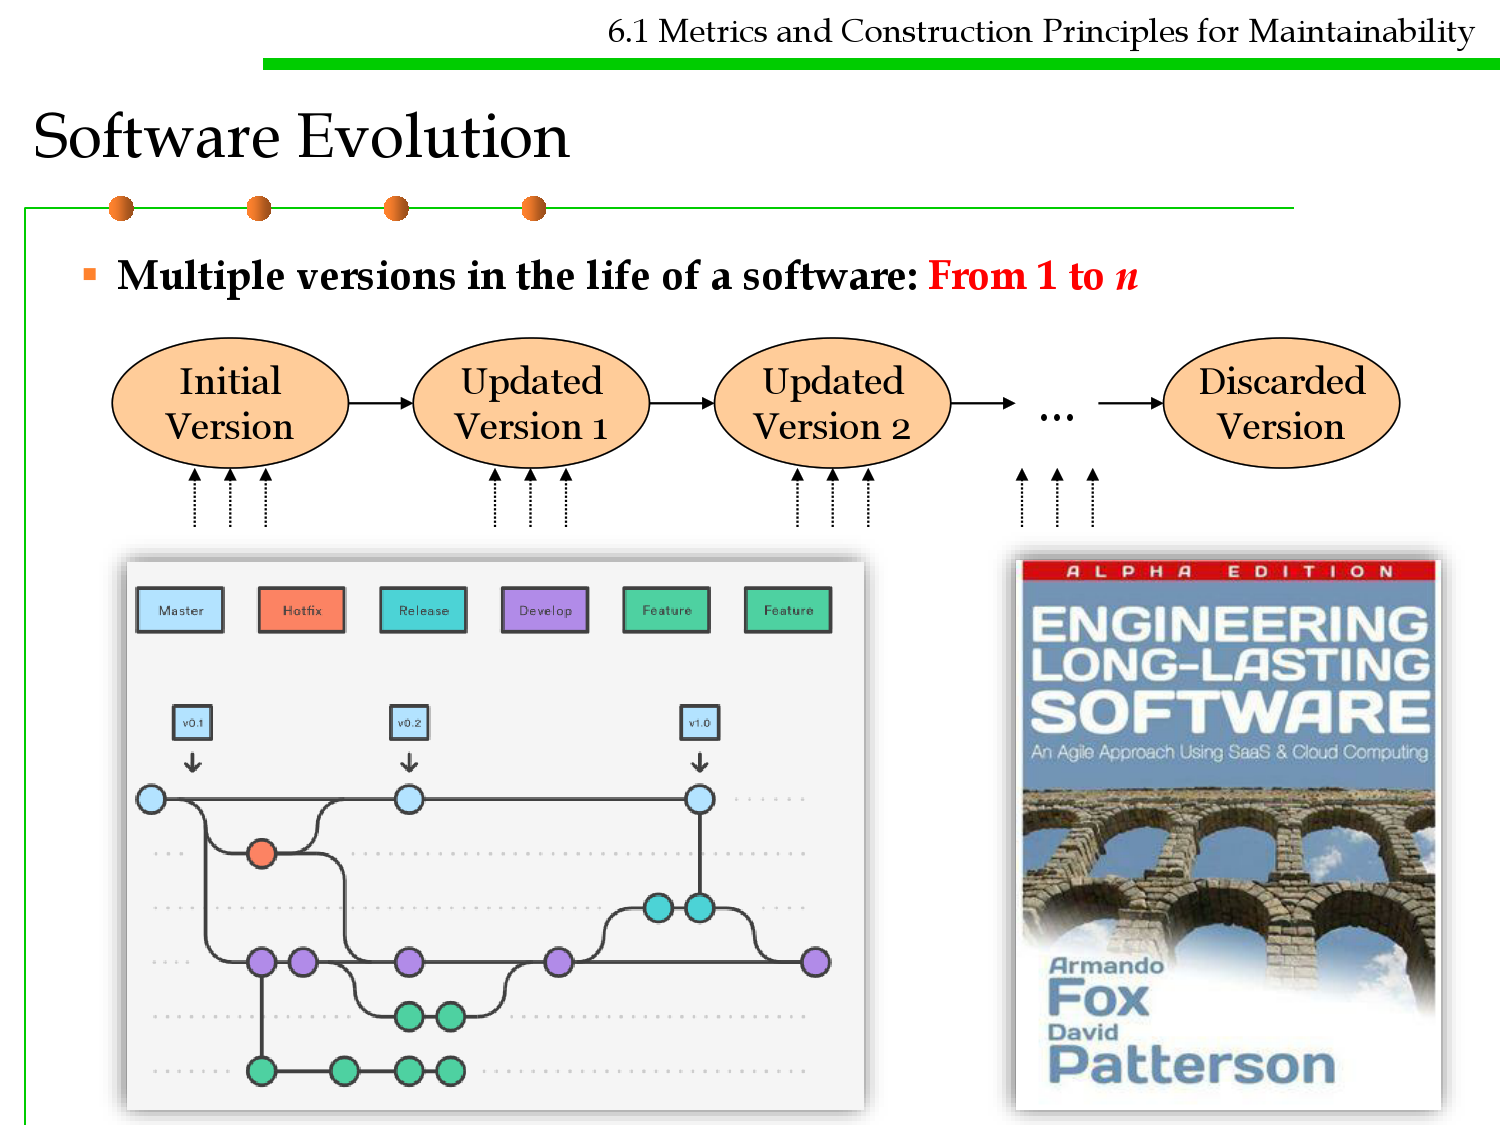 6.1 Metrics and Construction Principles for Maintainability
Software Evolution
Multiple versions in the life of a software: From 1 to n
Initial
Version
Updated
Version 1
Updated
Version 2
...
Discarded
Version
Master
Hotfix
Release
Develop
Feature
Feature
v0.1
v0.2
v1.0
ALPHA EDITION
ENGINEERING
LONG-LASTING
SOFTWARE
An Agile Approach Using SaaS & Cloud Computing
Armando
Fox
David
Patterson